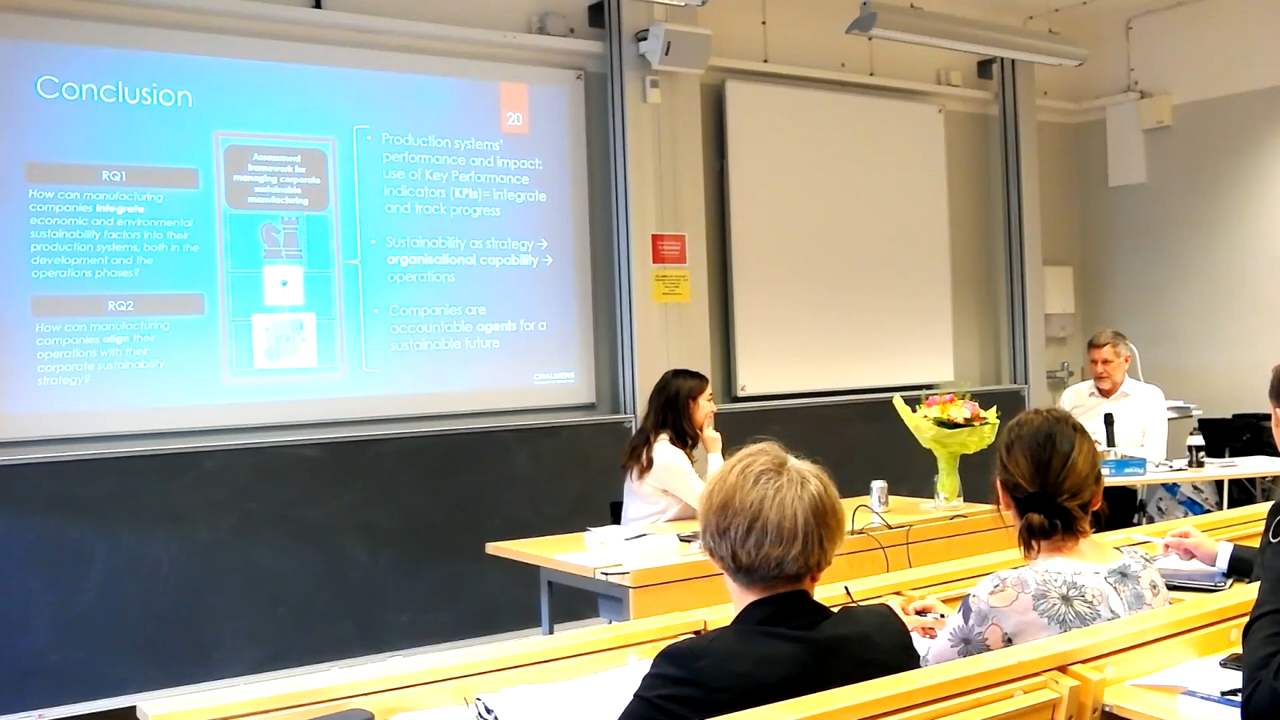 Conclusion
20
RQ1
How can manufacturing
companies integrate
economic and environmental
sustainability factors into their
production systems, both in the
development and the
operations phases?
RQ2
How can manufacturing
companies align their
operations with their
corporate sustainability
strategy?
Assessment
framework for
managing corporate
sustainable
manufacturing
• Production systems'
performance and impact:
use of Key Performance
Indicators (KPIs)= integrate
and track progress
• Sustainability as strategy →
organisational capability →
operations
• Companies are
accountable agents for a
sustainable future
CHALMERS